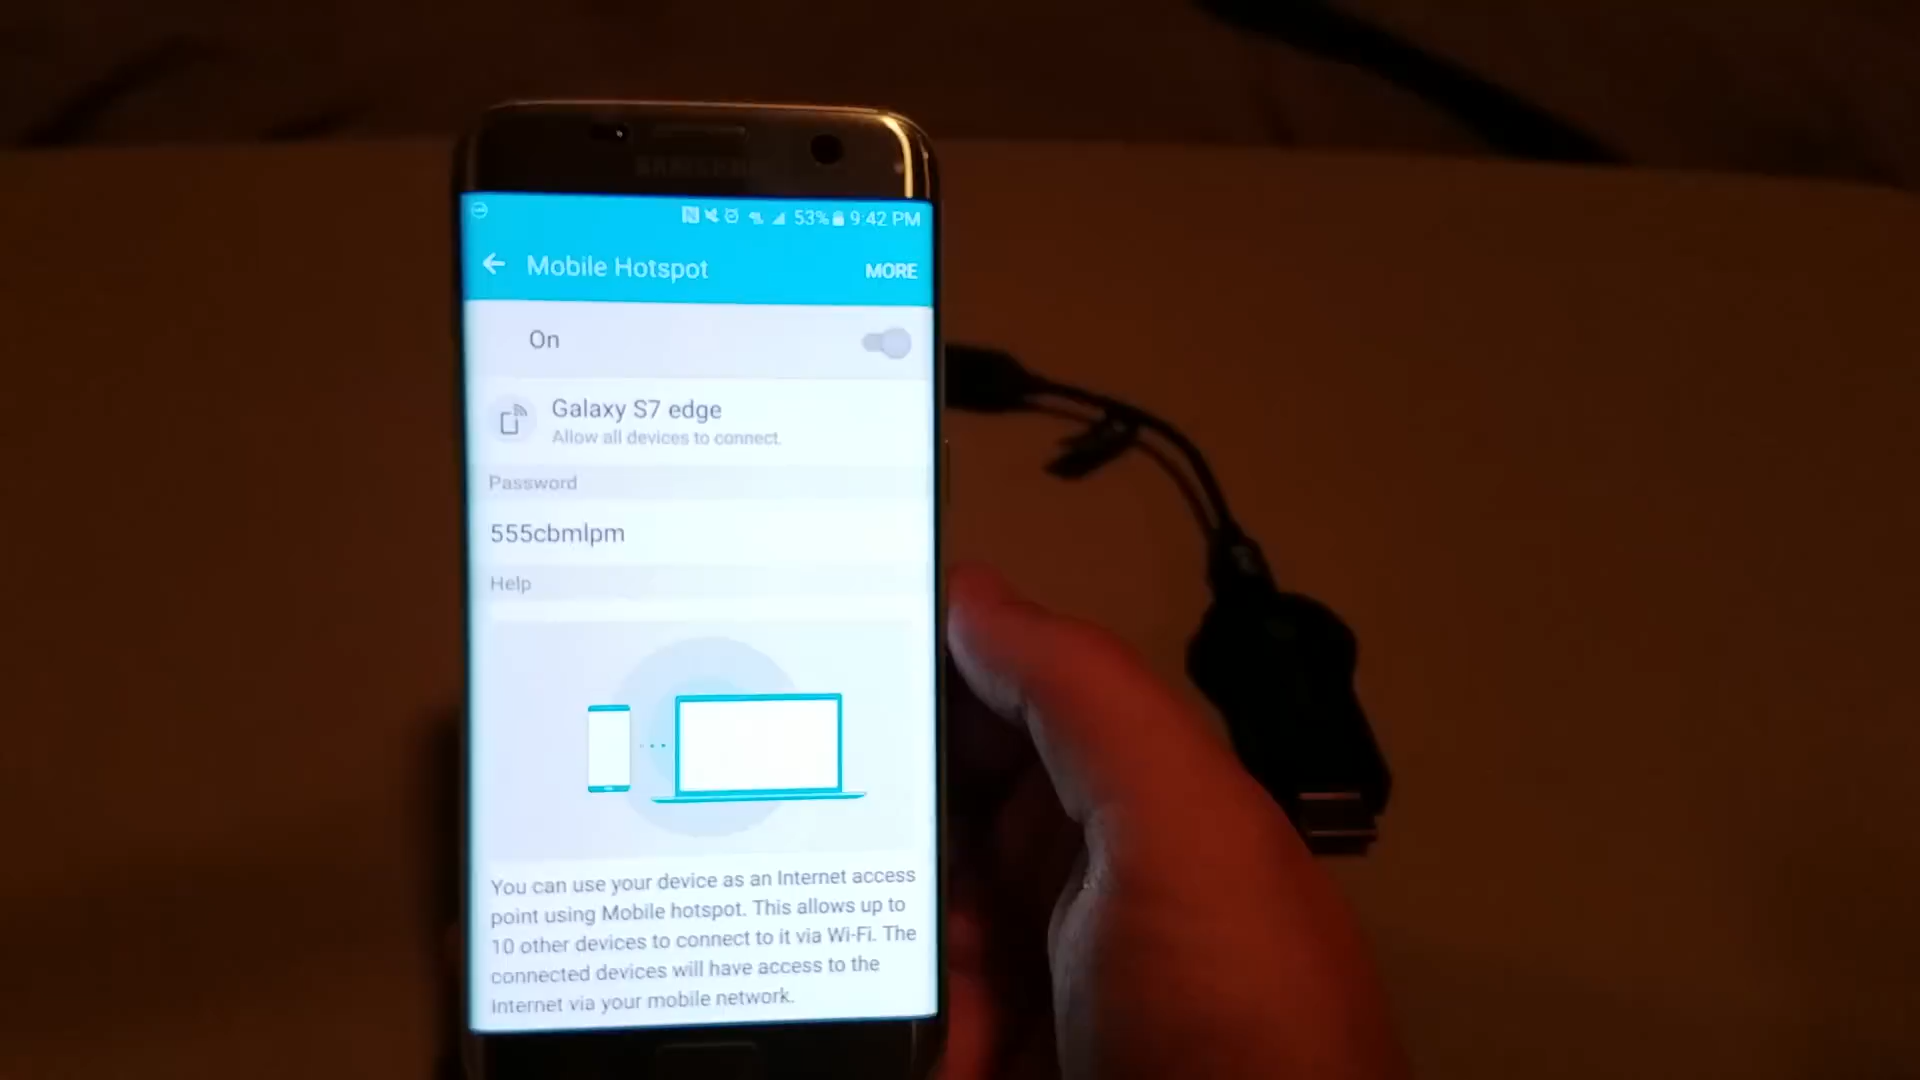 SAMSUNG
53% 9:42 PM
Mobile Hotspot MORE
On
Galaxy S7 edge
Allow all devices to connect.
Password
555cbmlpm
Help
You can use your device as an Internet access
point using Mobile hotspot. This allows up to
10 other devices to connect to it via Wi-Fi. The
connected devices will have access to the
Internet via your mobile network.